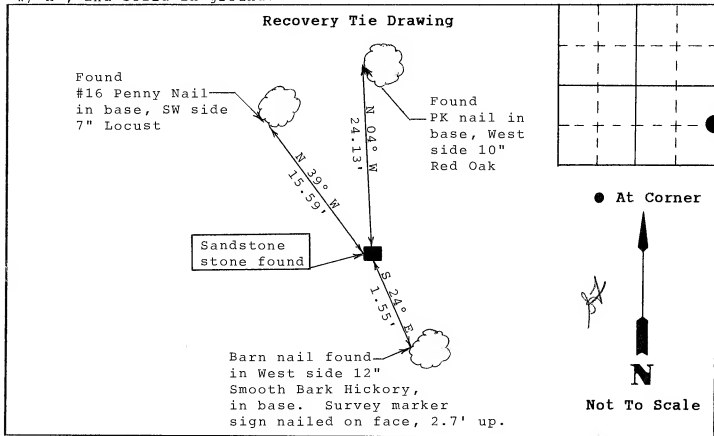 Recovery Tie Drawing
Found
#16 Penny Nail
in base, SW side
7" Locust
Found
PK nail in
base, West
side 10"
Red Oak
N 04° W
24.13'
N 39° W
15.59'
Sandstone
stone found
S 24° E
1.55'
Barn nail found
in West side 12"
Smooth Bark Hickory,
in base. Survey marker
sign nailed on face, 2.7' up.
● At Corner
N
Not To Scale